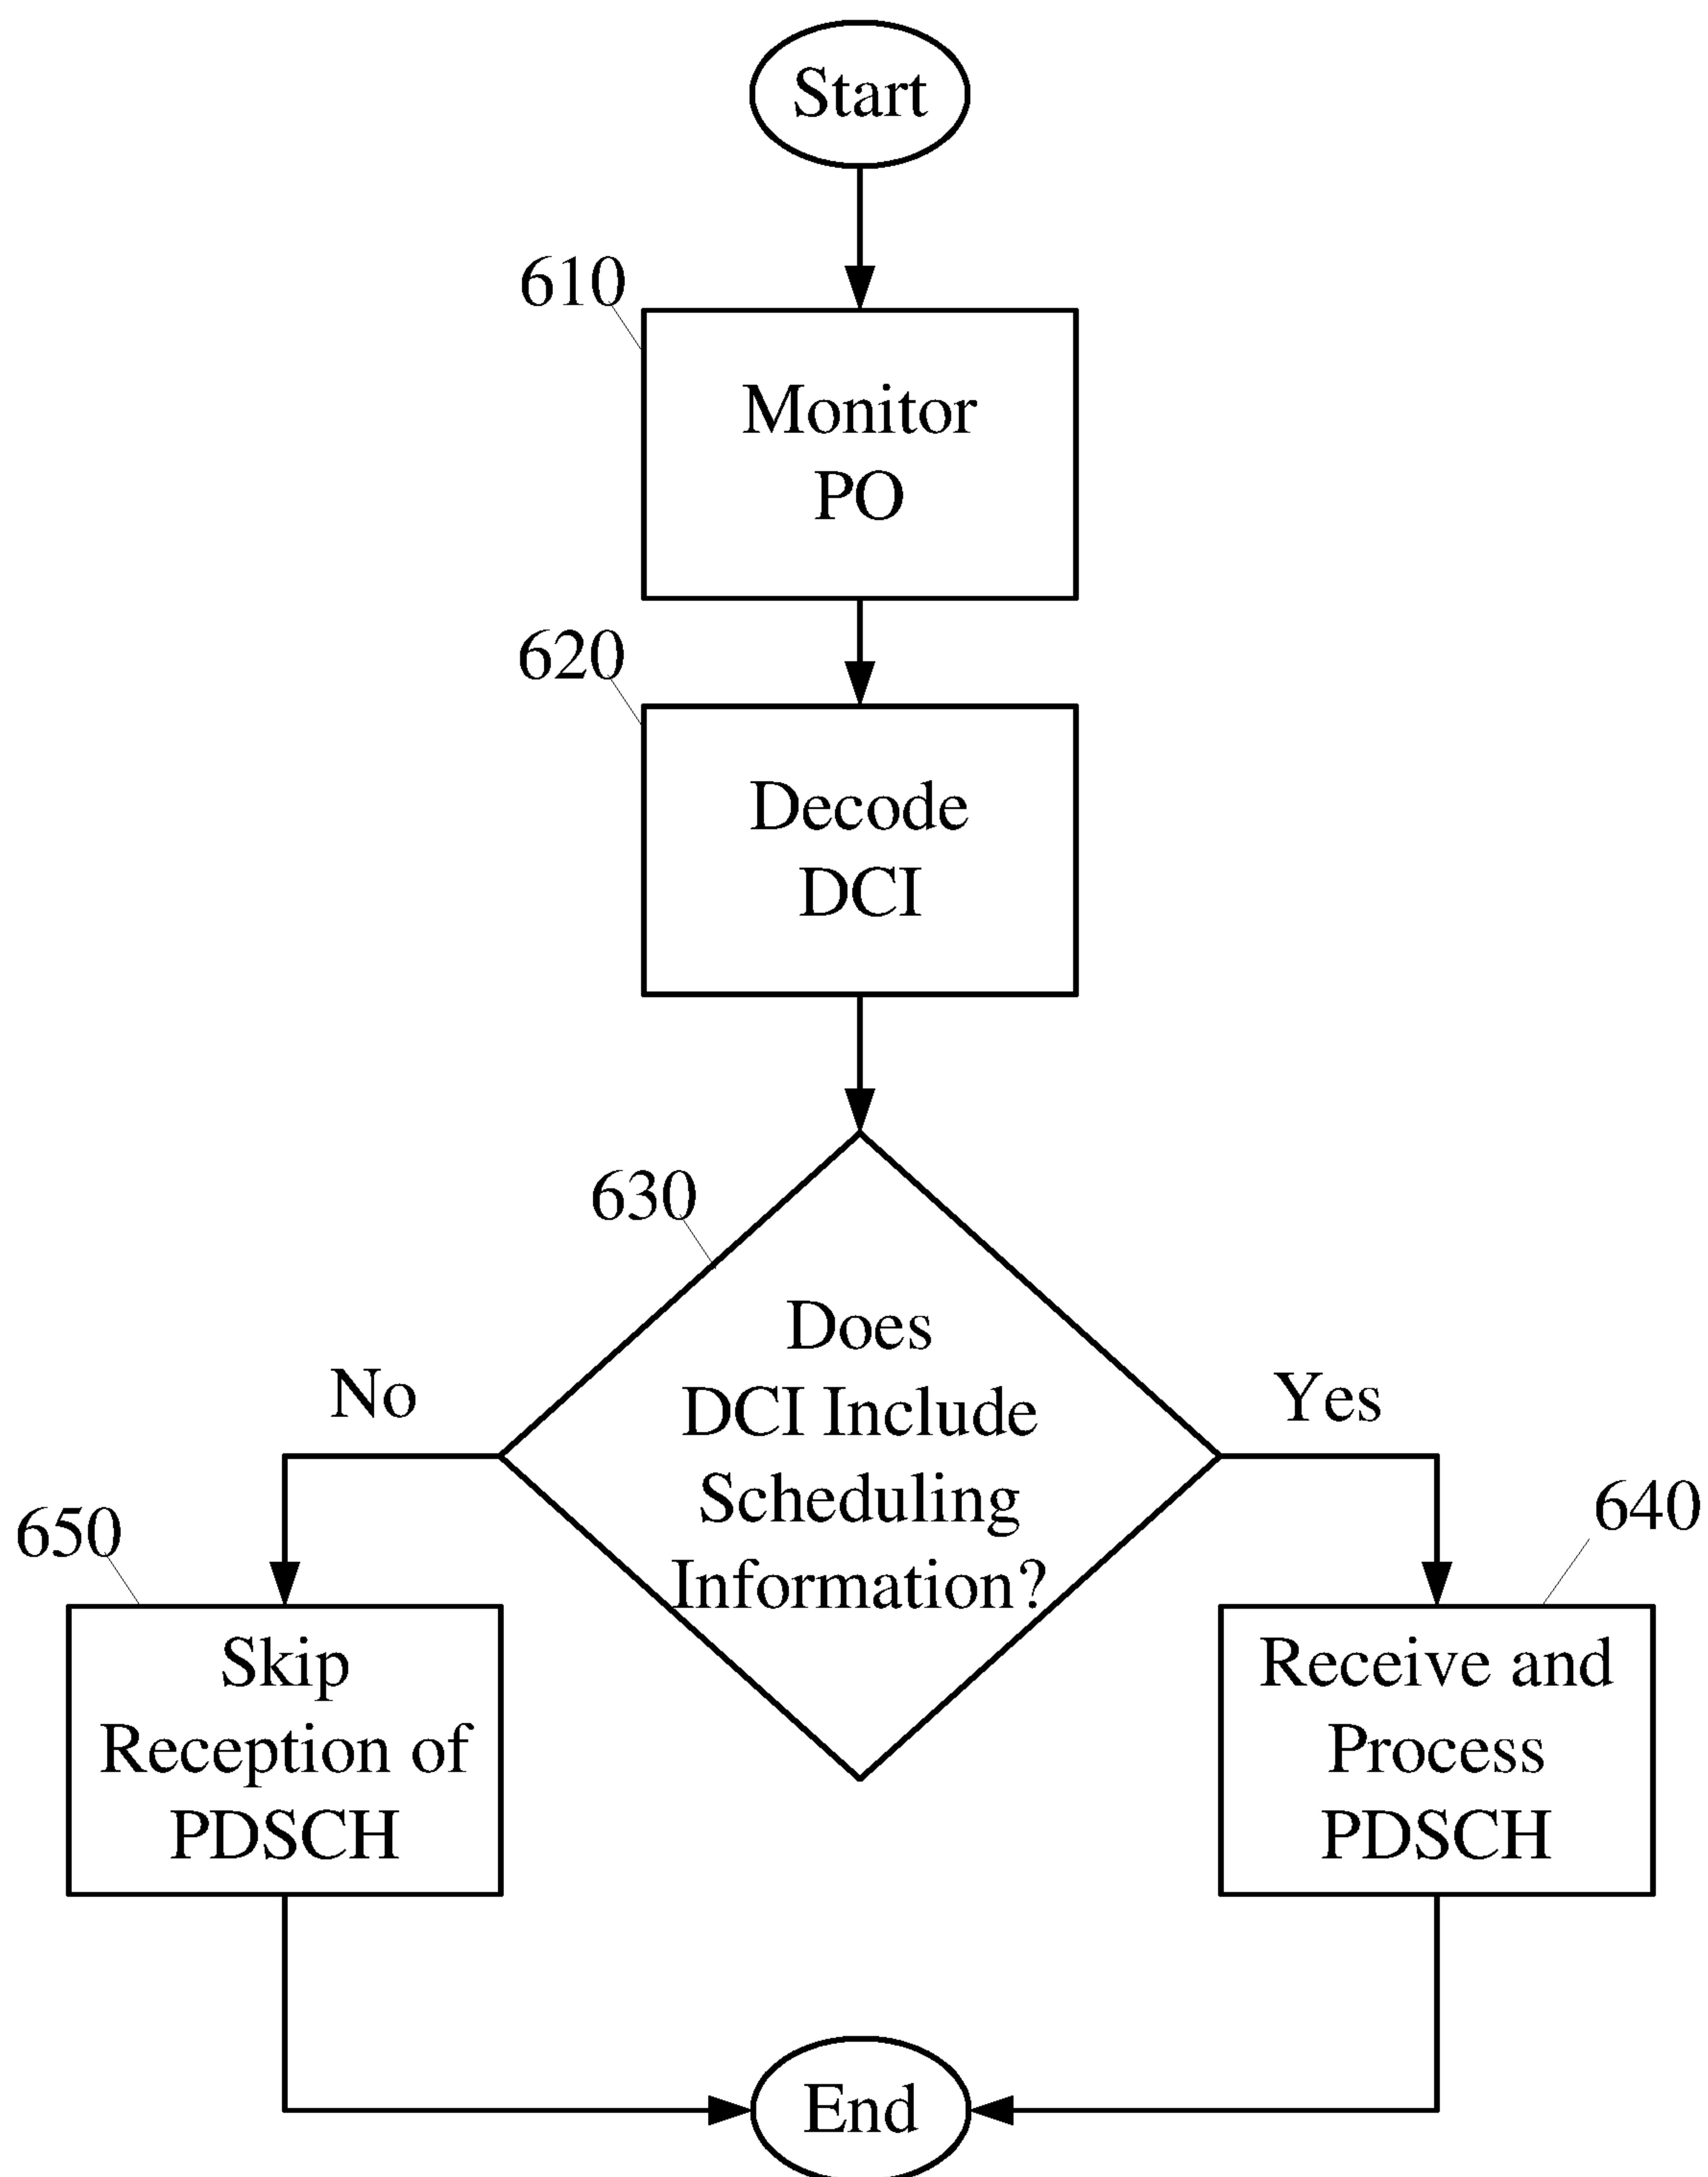 Start
610
Monitor
PO
620
Decode
DCI
630
Does
DCI Include
Scheduling
Information?
No
Yes
650
Skip
Reception of
PDSCH
640
Receive and
Process
PDSCH
End